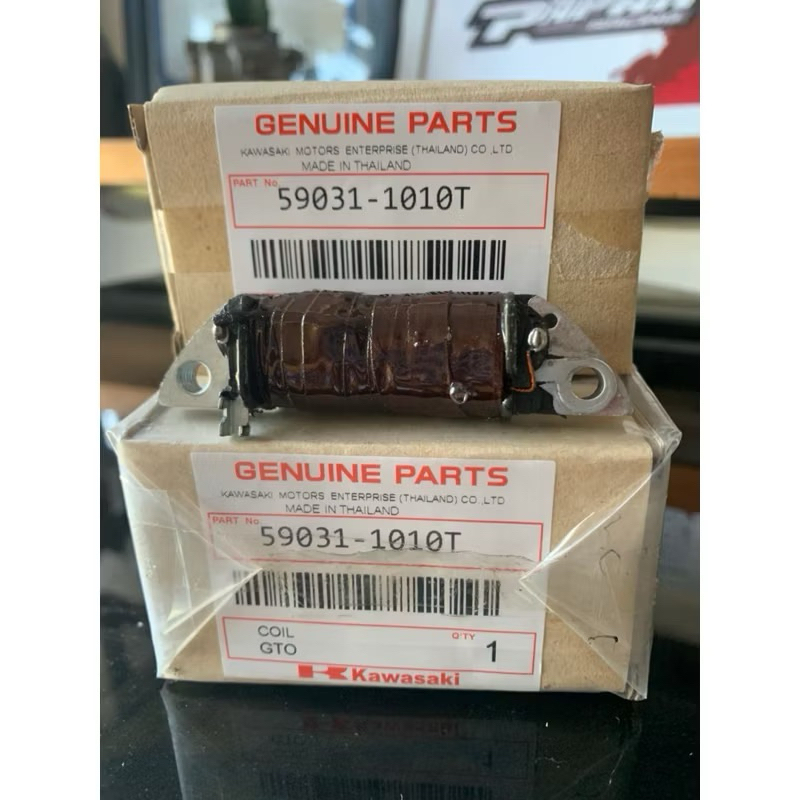 GENUINE PARTS
KAWASAKI MOTORS ENTERPRISE (THAILAND) CO.,LTD
MADE IN THAILAND
PART No.
59031-1010T
GENUINE PARTS
KAWASAKI MOTORS ENTERPRISE (THAILAND) CO.,LTD
MADE IN THAILAND
PART No.
59031-1010T
COIL
GTO
Q'TY
1
Kawasaki